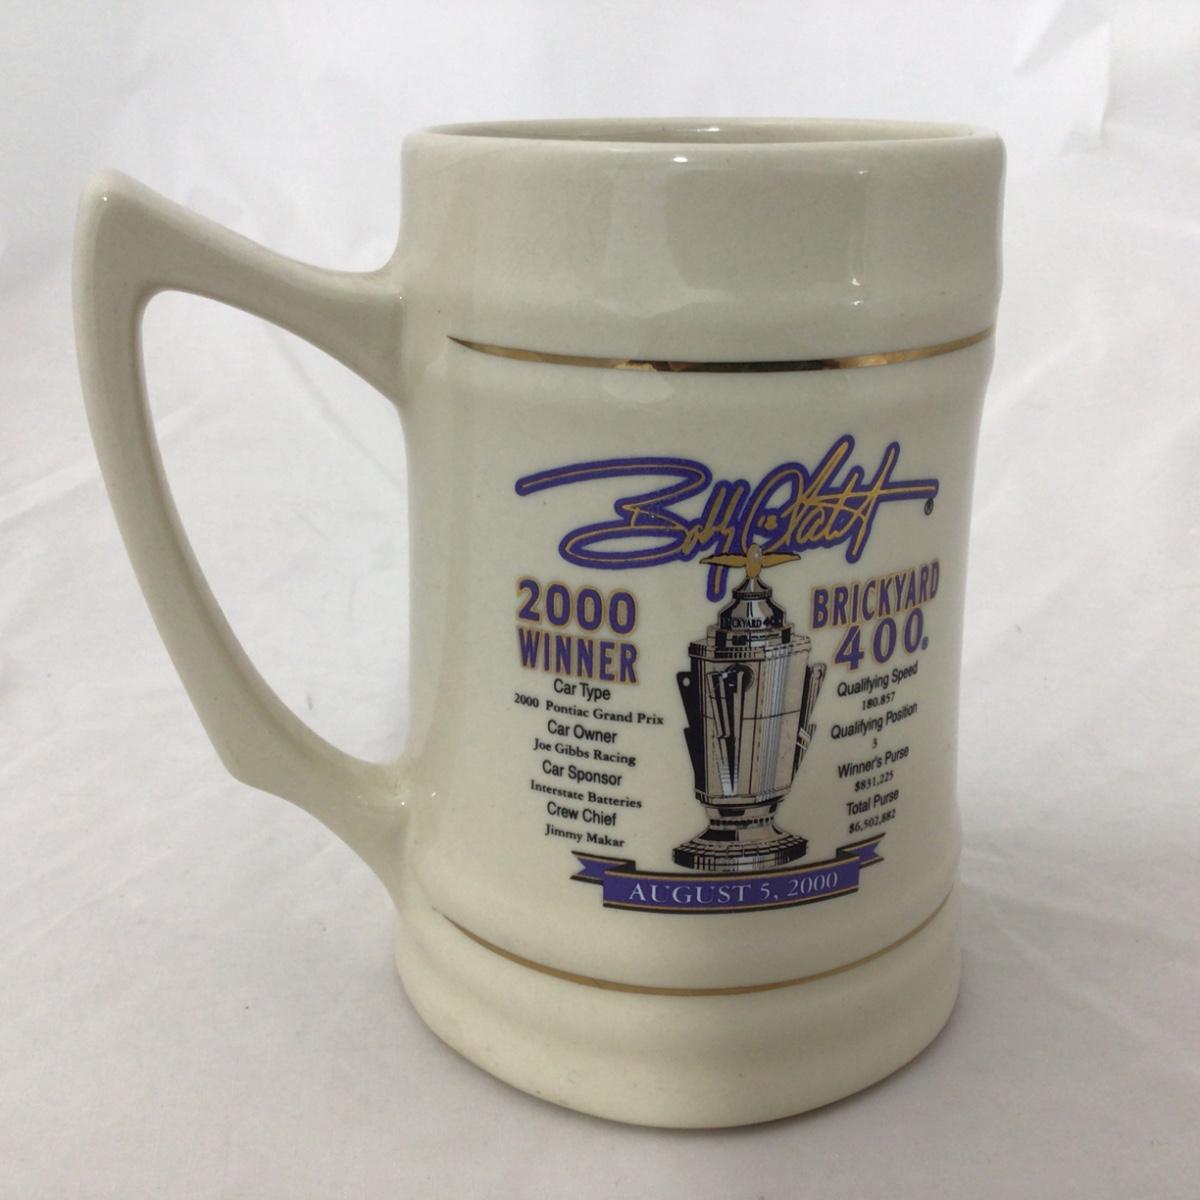 Bobby Labonte ®
2000
WINNER
Car Type
2000 Pontiac Grand Prix
Car Owner
Joe Gibbs Racing
Car Sponsor
Interstate Batteries
Crew Chief
Jimmy Makar
BRICKYARD
400.
Qualifying Speed
180.857
Qualifying Position
3
Winner's Purse
$831,225
Total Purse
$6,502,882
CKYARD 40
AUGUST 5, 2000